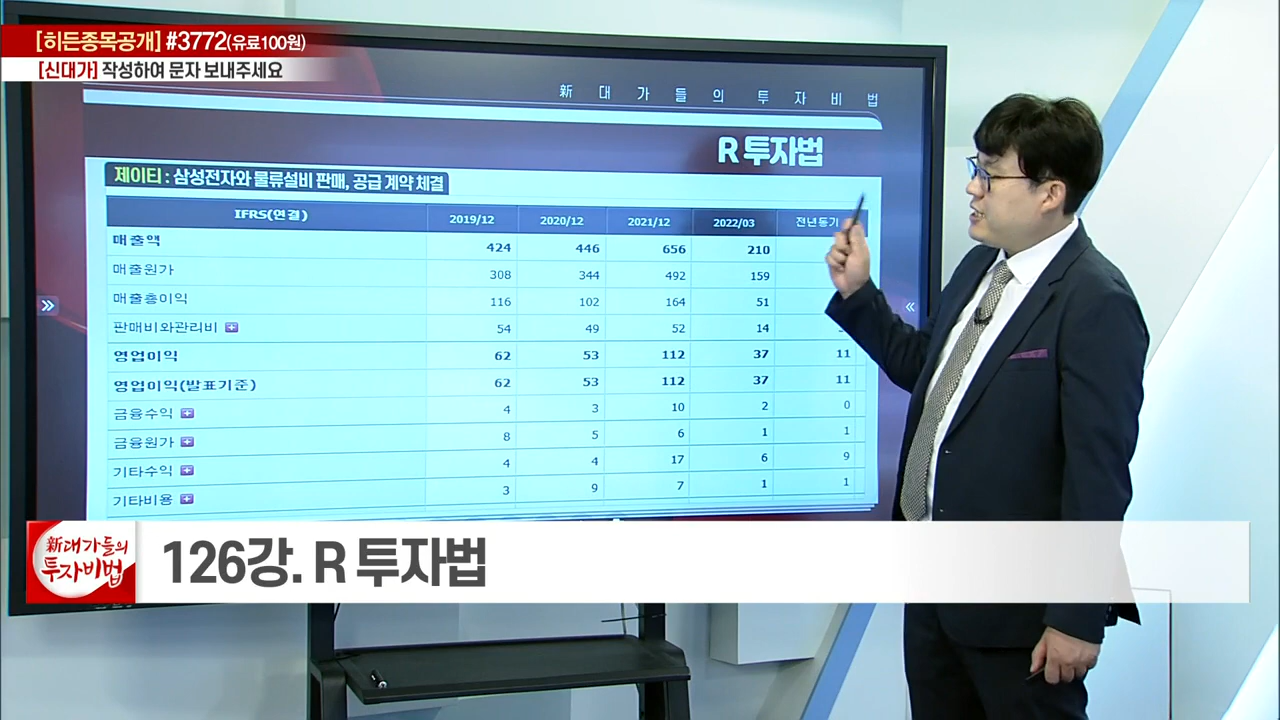 [히든종목공개] #3772(유료100원)
[신대가] 작성하여 문자 보내주세요
新 대 가 들 의 투 자 비 법
R 투자법
제이티 : 삼성전자와 물류설비 판매, 공급 계약 체결
IFRS(연결) 2019/12 2020/12 2021/12 2022/03 전년동기
매출액 424 446 656 210
매출원가 308 344 492 159
매출총이익 116 102 164 51
판매비와관리비 54 49 52 14
영업이익 62 53 112 37 11
영업이익(발표기준) 62 53 112 37 11
금융수익 4 3 10 2 0
금융원가 8 5 6 1 1
기타수익 4 4 17 6 9
기타비용 3 9 7 1 1
新대가들의
투자비법
126강. R 투자법